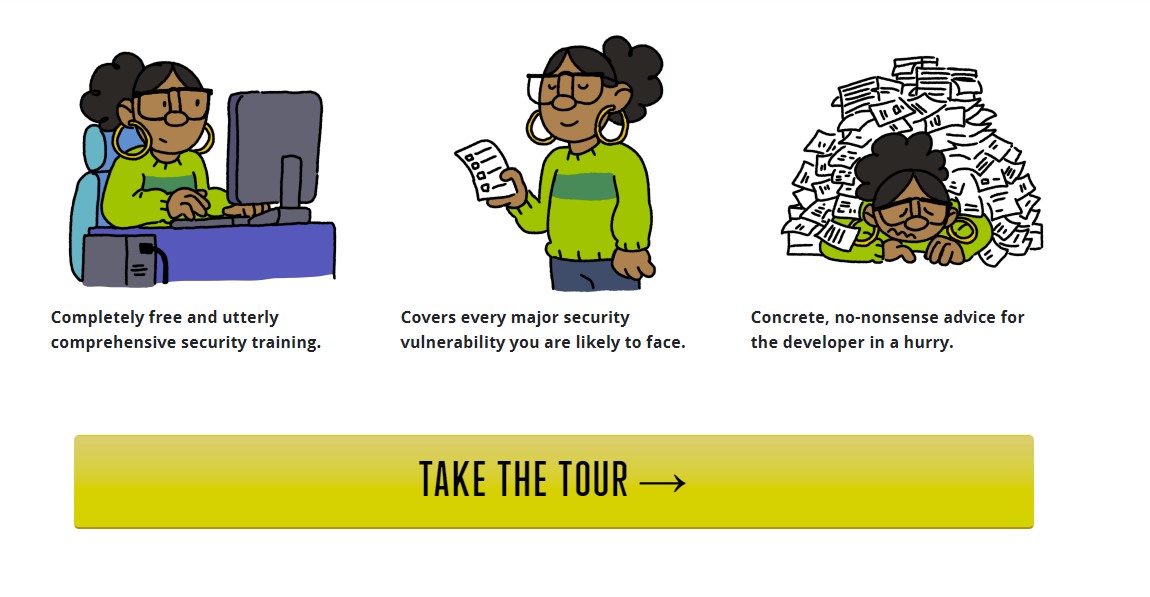 Completely free and utterly
comprehensive security training.
Covers every major security
vulnerability you are likely to face.
Concrete, no-nonsense advice for
the developer in a hurry.
TAKE THE TOUR →